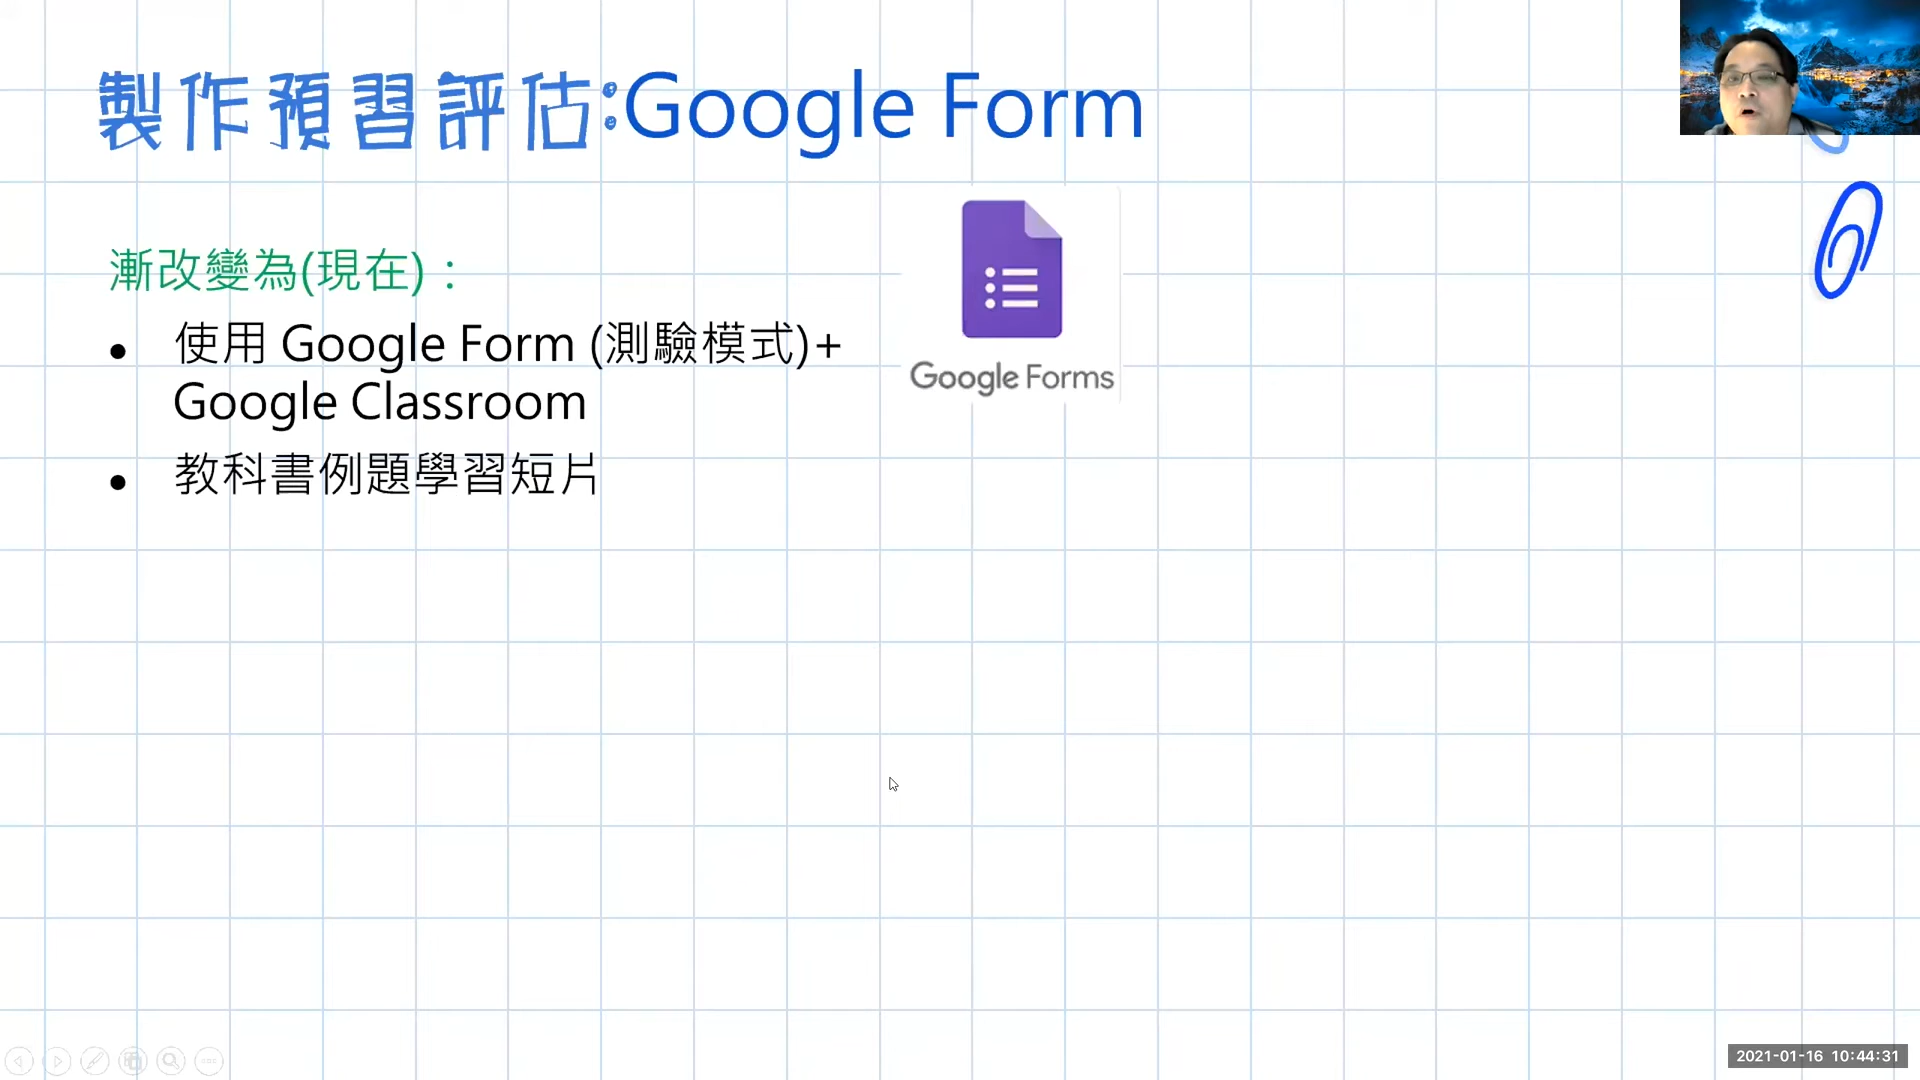 製作預習評估:Google Form
漸改變為(現在)：
● 使用 Google Form (測驗模式)+
Google Classroom
● 教科書例題學習短片
Google Forms
2021-01-16 10:44:31